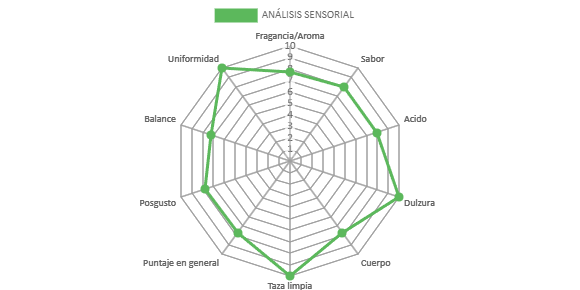 ANÁLISIS SENSORIAL
Fragancia/Aroma
10
9
8
7
6
5
4
3
2
1
Uniformidad
Sabor
Balance
Acido
Posgusto
Dulzura
Puntaje en general
Cuerpo
Taza limpia